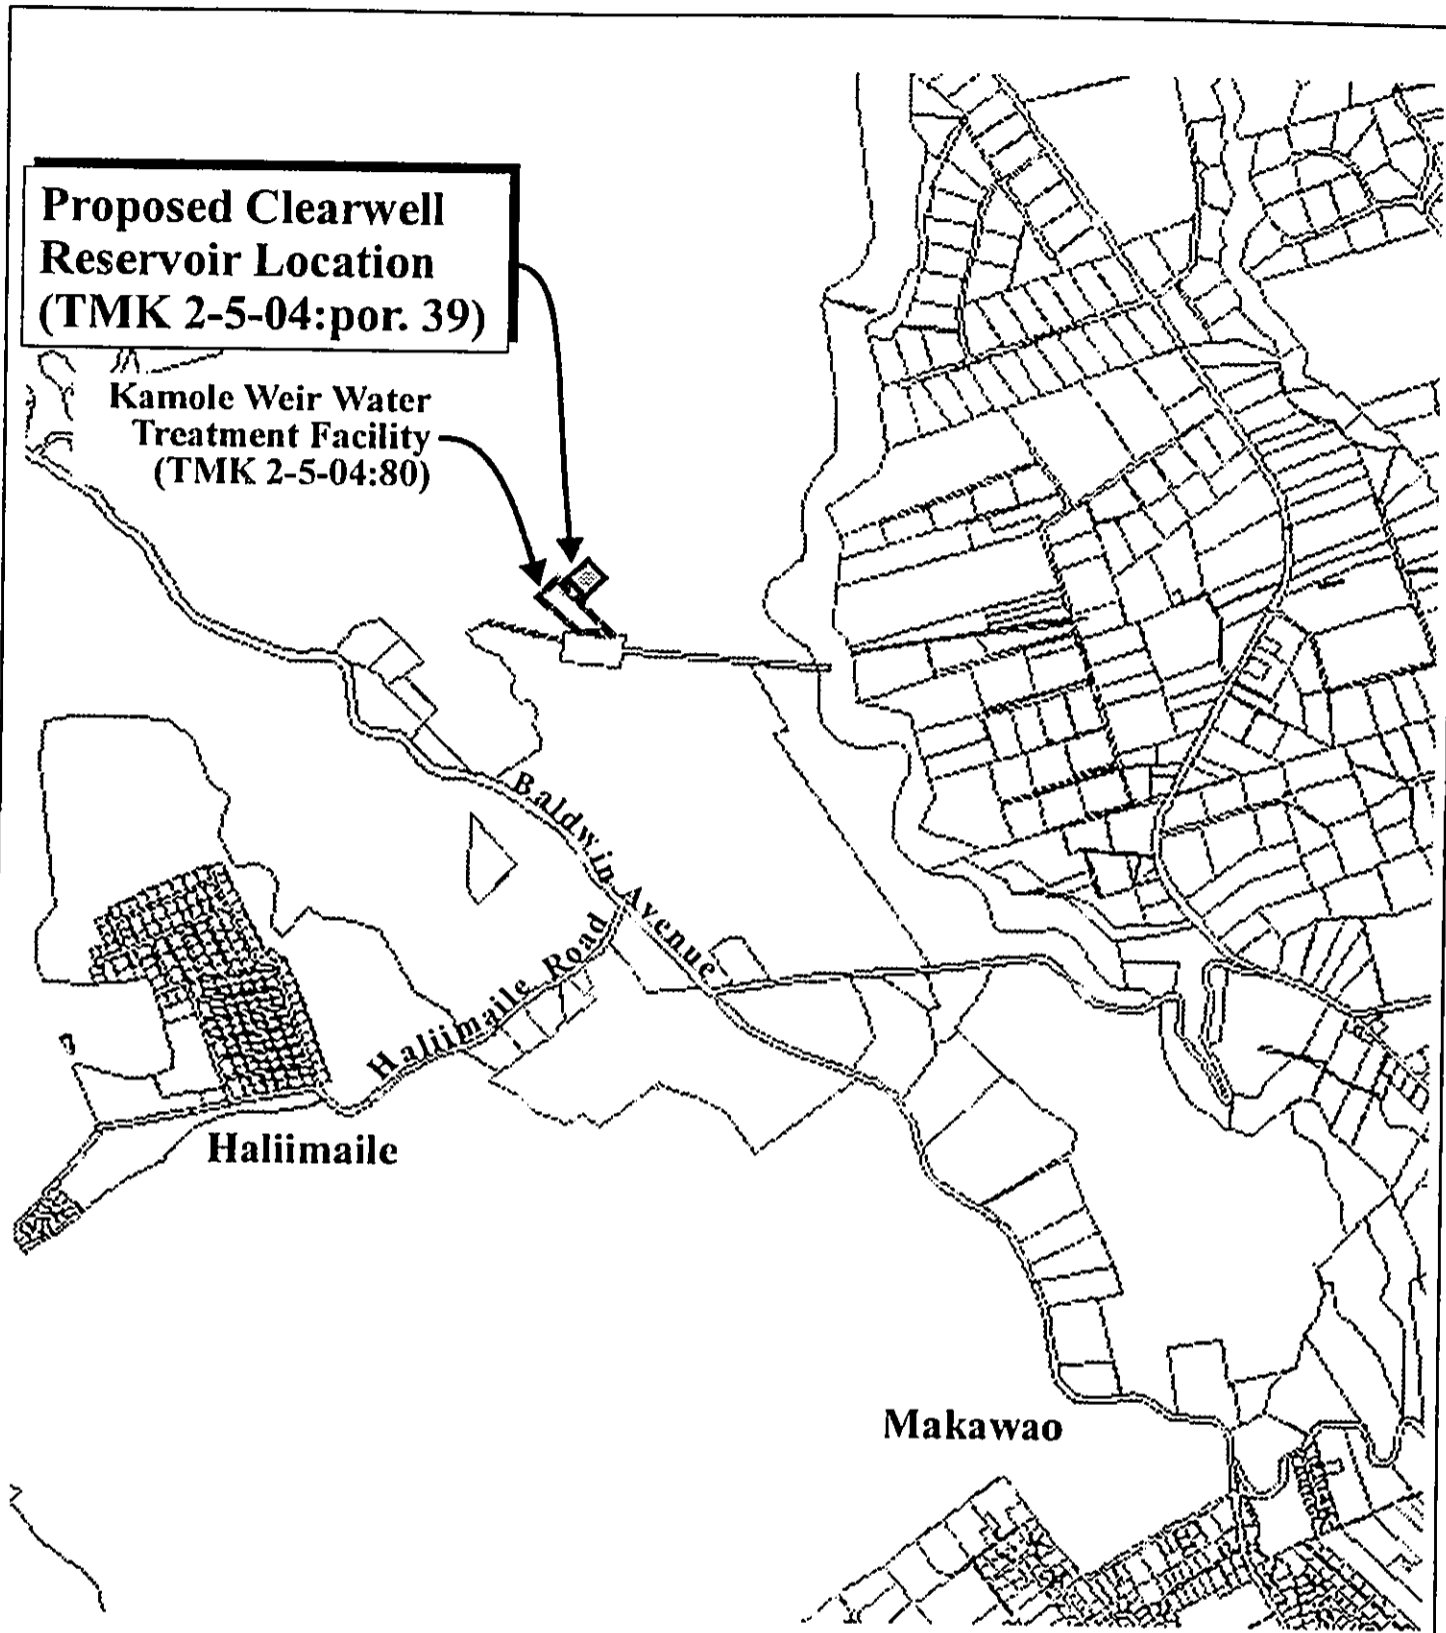 Proposed Clearwell
Reservoir Location
(TMK 2-5-04:por. 39)
Kamole Weir Water
Treatment Facility
(TMK 2-5-04:80)
Baldwin Avenue
Haliimaile Road
Haliimaile
Makawao